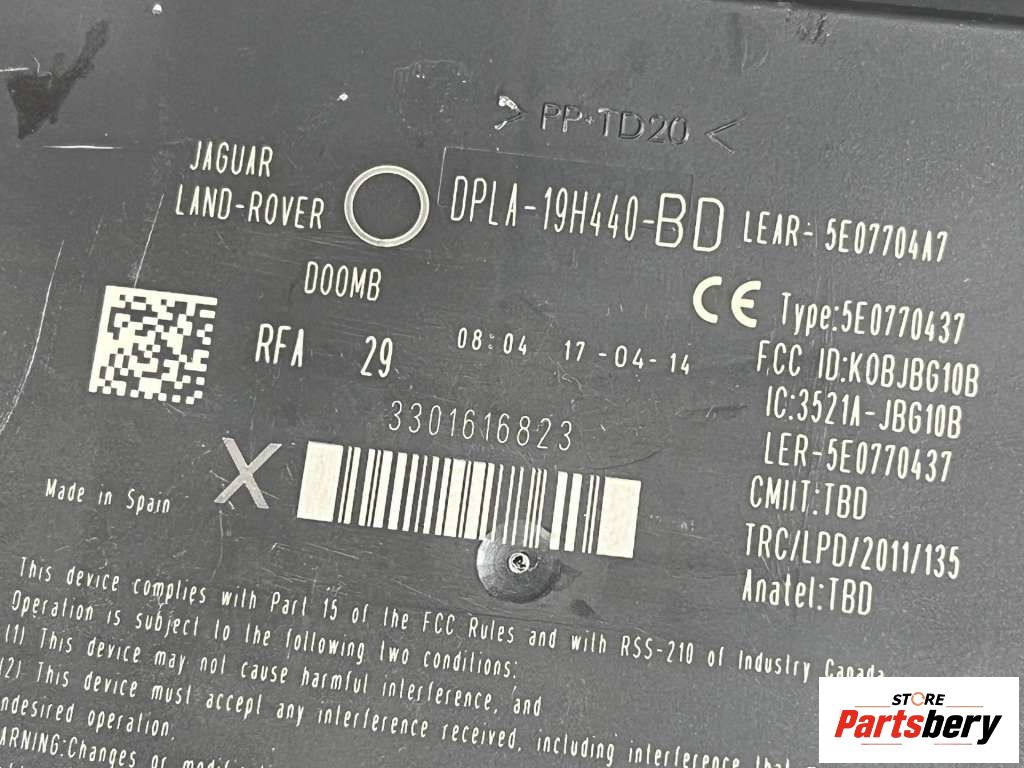 > PP+TD20 <
JAGUAR
LAND-ROVER
DPLA-19H440-BD
LEAR- 5E07704A7
D00MB
Type:5E0770437
RFA 29
08:04 17-04-14
FCC ID:KOBJBG10B
IC:3521A-JBG10B
3301616823
LER-5E0770437
X
CMIIT:TBD
Made in Spain
TRC/LPD/2011/135
Anatel:TBD
This device complies with Part 15 of the FCC Rules and with RSS-210 of Industry Canada
Operation is subject to the following two conditions:
(1) This device may not cause harmful interference, and
(2) This device must accept any interference received, including interference that
ndesired operation.
ARNING:Changes or
STORE
Partsbery